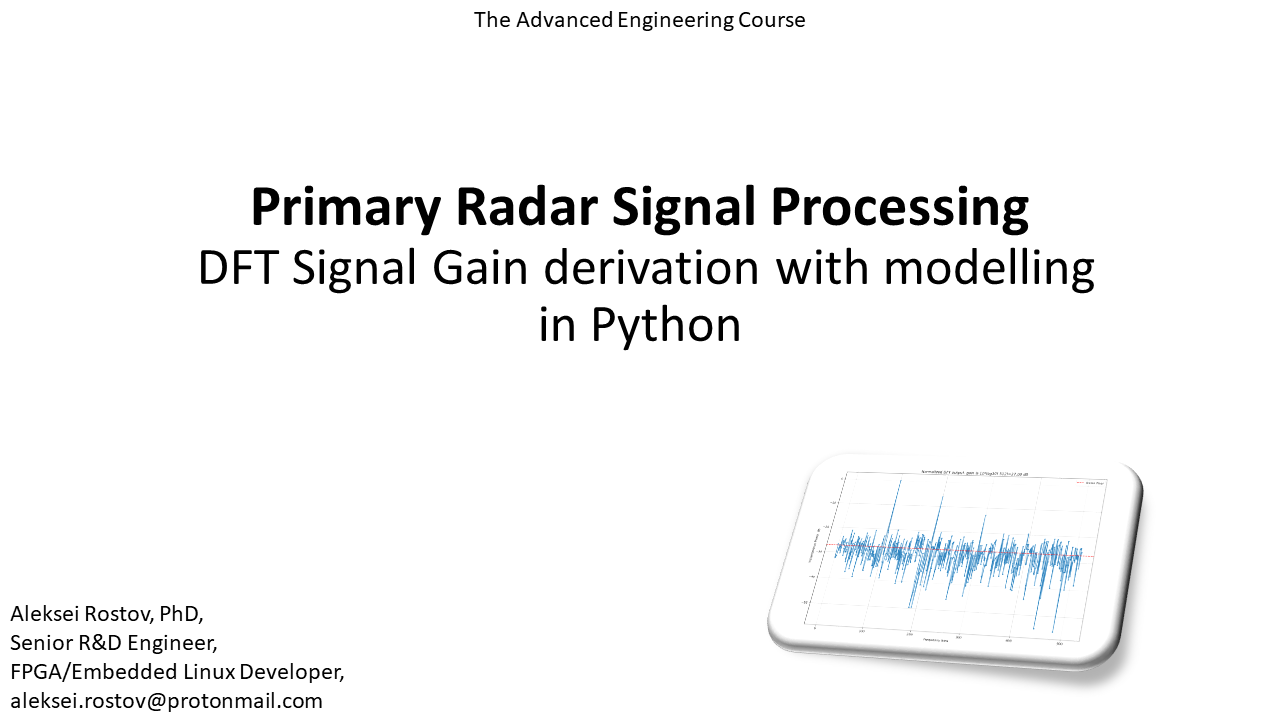 The Advanced Engineering Course
Primary Radar Signal Processing
DFT Signal Gain derivation with modelling
in Python
Aleksei Rostov, PhD,
Senior R&D Engineer,
FPGA/Embedded Linux Developer,
aleksei.rostov@protonmail.com